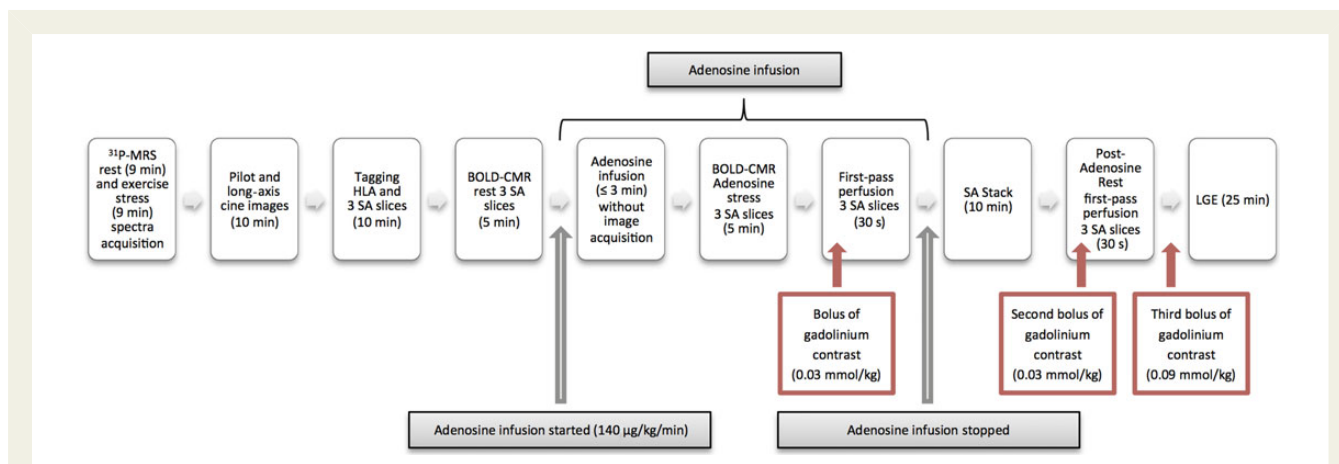 Adenosine infusion
³¹P-MRS
rest (9 min)
and exercise
stress
(9 min)
spectra
acquisition
Pilot and
long-axis
cine images
(10 min)
Tagging
HLA and
3 SA slices
(10 min)
BOLD-CMR
rest 3 SA
slices
(5 min)
Adenosine
infusion
(≤ 3 min)
without
image
acquisition
BOLD-CMR
Adenosine
stress
3 SA slices
(5 min)
First-pass
perfusion
3 SA slices
(30 s)
SA Stack
(10 min)
Post-
Adenosine
Rest
first-pass
perfusion
3 SA slices
(30 s)
LGE (25 min)
Bolus of
gadolinium
contrast
(0.03 mmol/kg)
Second bolus of
gadolinium
contrast
(0.03 mmol/kg)
Third bolus of
gadolinium
contrast
(0.09 mmol/kg)
Adenosine infusion started (140 µg/kg/min)
Adenosine infusion stopped